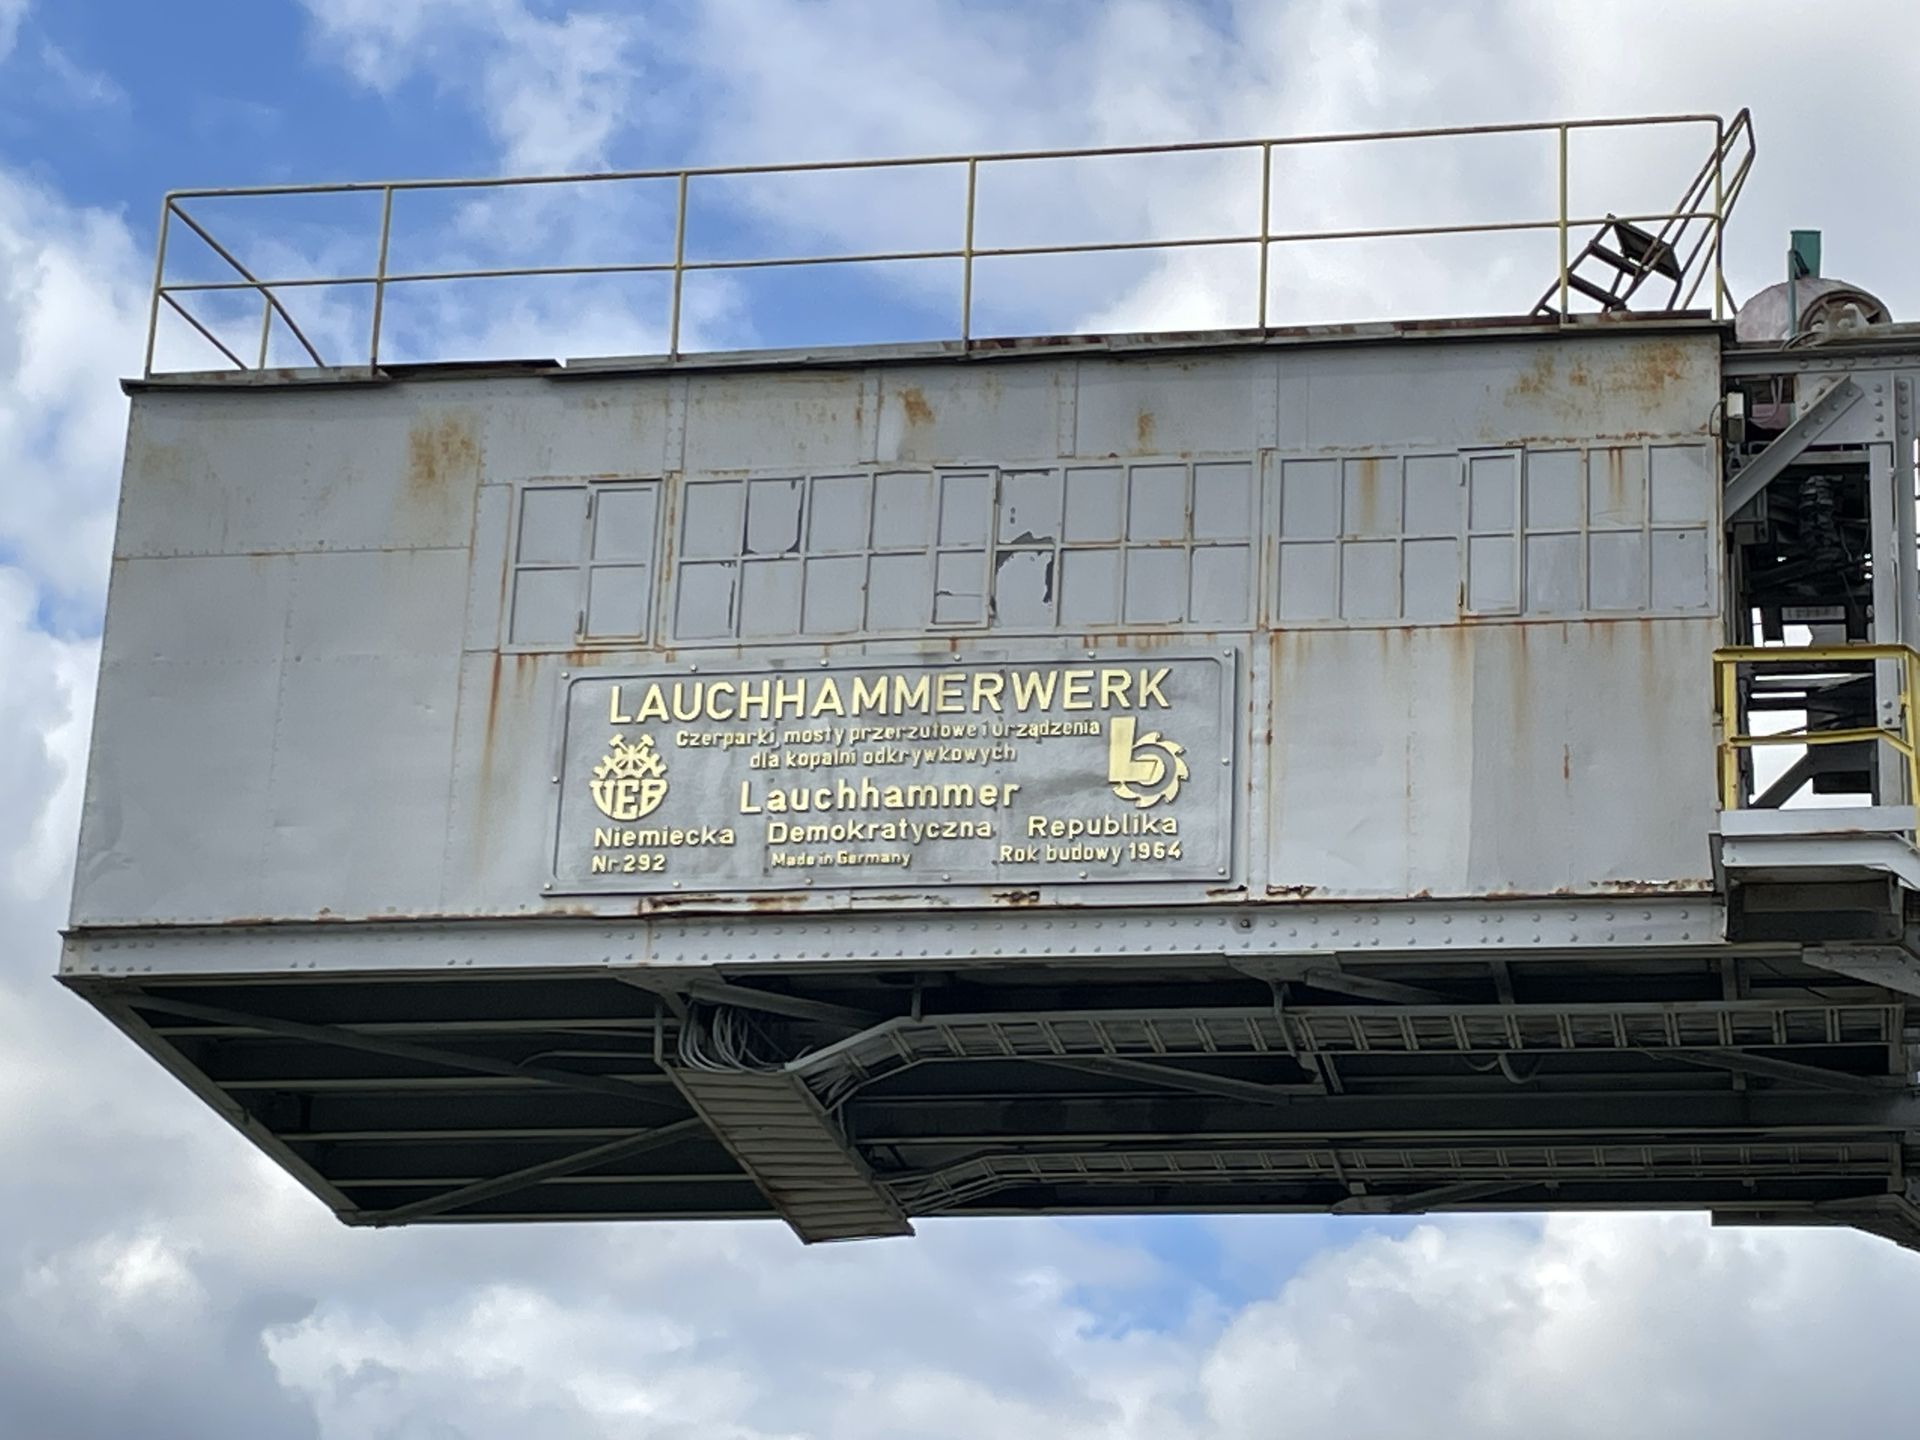 LAUCHHAMMERWERK
Czerparki, mosty przerzutowe i urządzenia
dla kopalni odkrywkowych
VEB
L
Lauchhammer
Niemiecka Demokratyczna Republika
Nr. 292 Made in Germany Rok budowy 1964